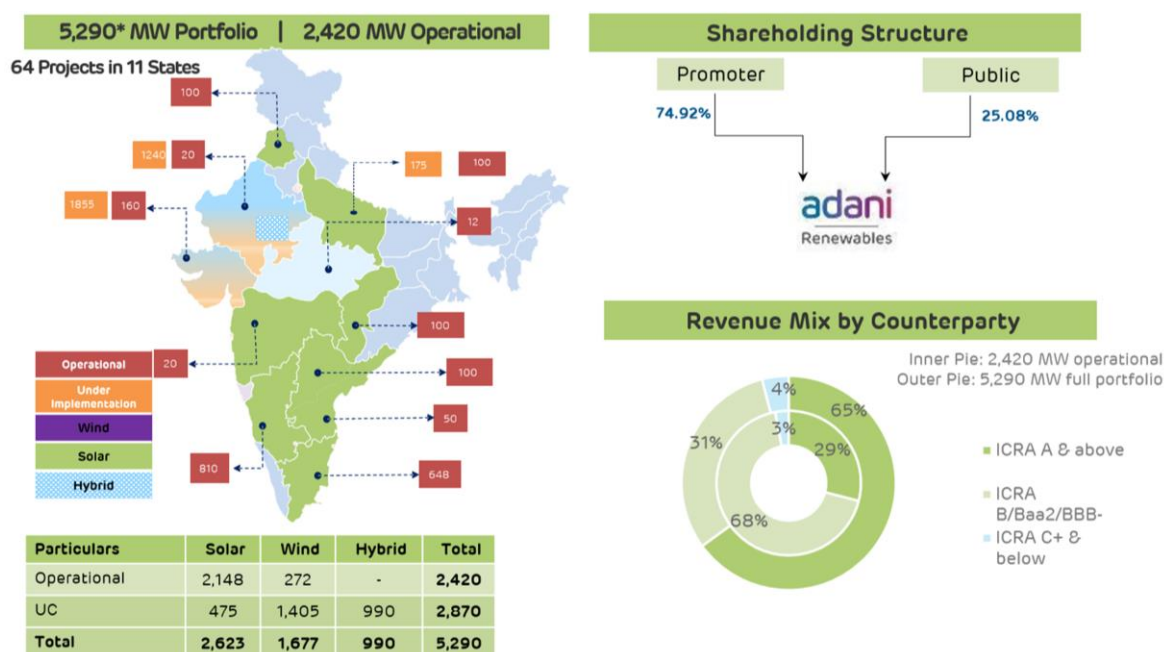 5,290* MW Portfolio | 2,420 MW Operational
64 Projects in 11 States
100
1240 20
175 100
1855 160
12
100
Operational 20
100
Under
Implementation
Wind
50
Solar
810
648
Hybrid
Particulars Solar Wind Hybrid Total
Operational 2,148 272 - 2,420
UC 475 1,405 990 2,870
Total 2,623 1,677 990 5,290
Shareholding Structure
Promoter Public
74.92% 25.08%
adani
Renewables
Revenue Mix by Counterparty
Inner Pie: 2,420 MW operational
Outer Pie: 5,290 MW full portfolio
4%
65%
3%
31%
29%
68%
ICRA A & above
ICRA
B/Baa2/BBB-
ICRA C+ &
below